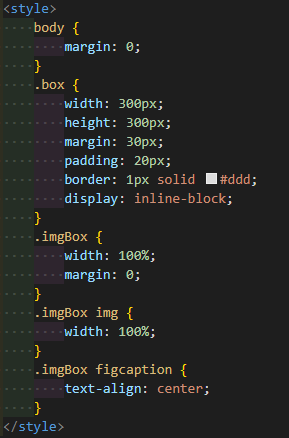 <style>
    body {
        margin: 0;
    }
    .box {
        width: 300px;
        height: 300px;
        margin: 30px;
        padding: 20px;
        border: 1px solid #ddd;
        display: inline-block;
    }
    .imgBox {
        width: 100%;
        margin: 0;
    }
    .imgBox img {
        width: 100%;
    }
    .imgBox figcaption {
        text-align: center;
    }
</style>